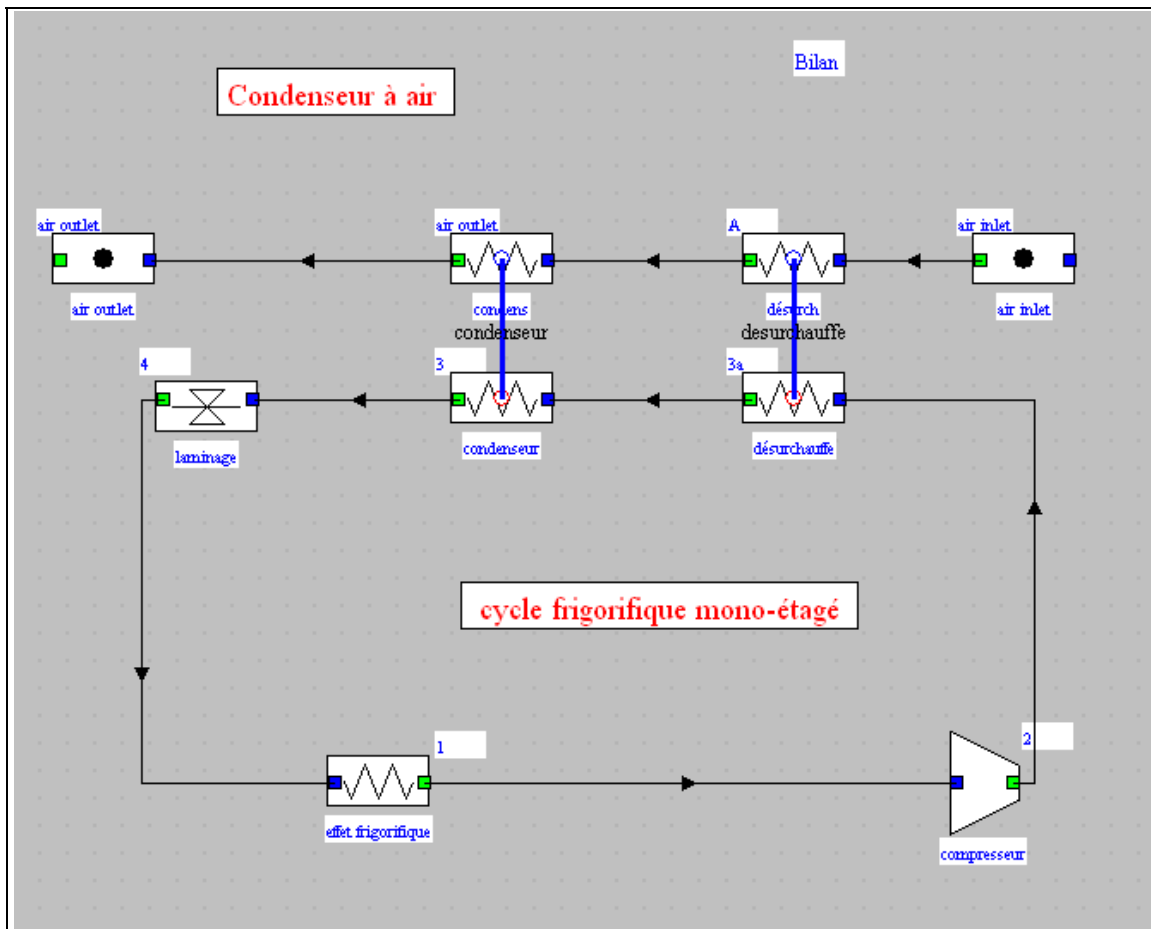 Bilan
Condenseur à air
air outlet
air outlet
A
air inlet
air outlet
condens
désurch
air inlet
condenseur
desurchauffe
4
3
3a
laminage
condenseur
désurchauffe
cycle frigorifique mono-étagé
1
2
effet frigorifique
compresseur